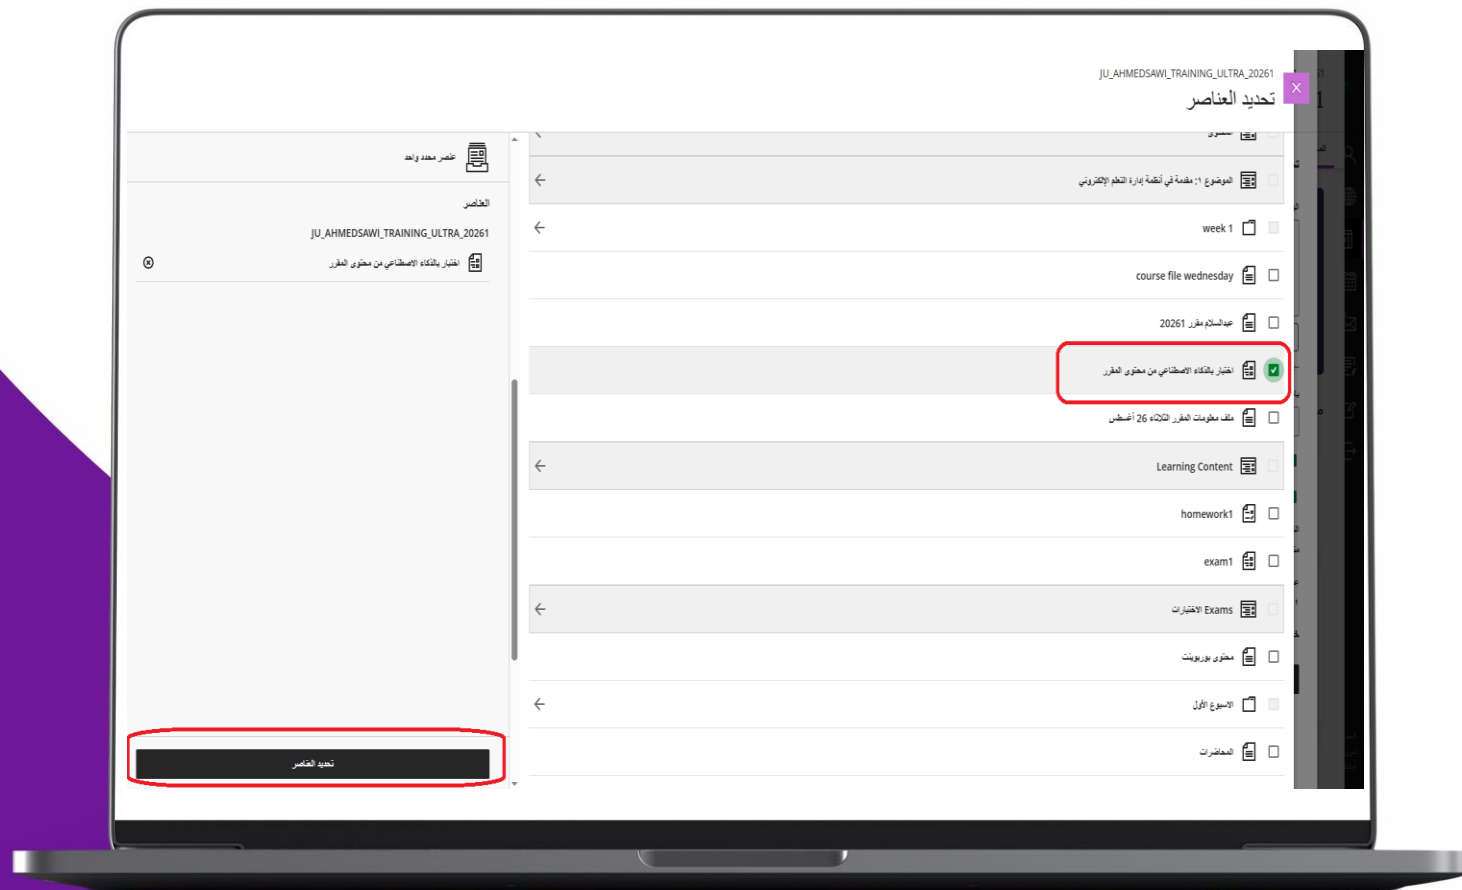 JU_AHMEDSAWI_TRAINING_ULTRA_20261
تحديد العناصر
X
المحتوى
الموضوع ١: مقدمة في أنظمة إدارة التعلم الإلكتروني
week 1
course file wednesday
عبدالسلام مقرر 20261
اختبار بالذكاء الاصطناعي من محتوى المقرر
ملف معلومات المقرر الثلاثاء 26 أغسطس
Learning Content
homework1
exam1
Exams الاختبارات
محتوى بوربوينت
الاسبوع الأول
المحاضرات
عنصر محدد واحد
العناصر
JU_AHMEDSAWI_TRAINING_ULTRA_20261
اختبار بالذكاء الاصطناعي من محتوى المقرر
تحديد العناصر